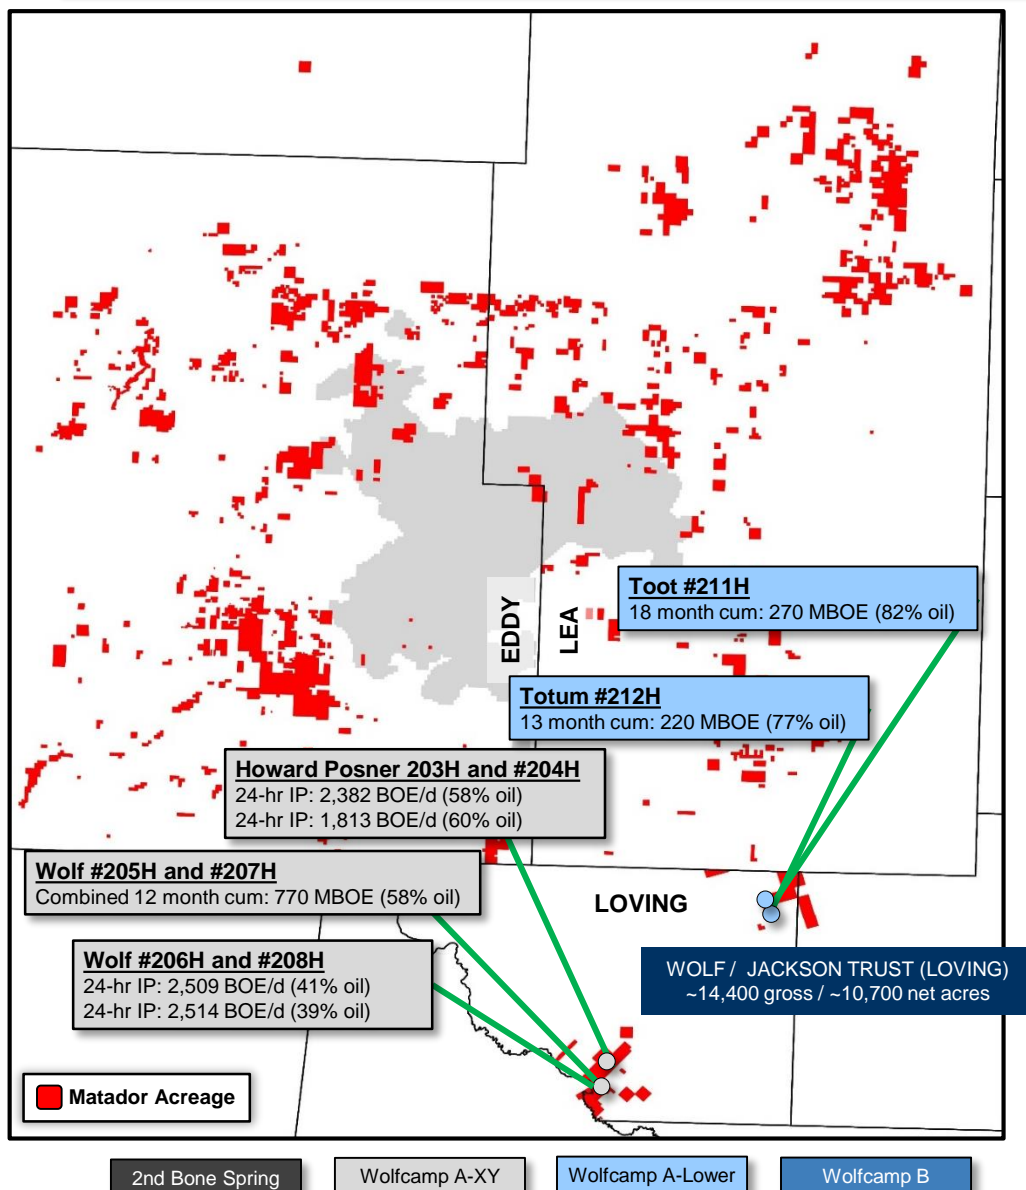 EDDY
LEA
Toot #211H
18 month cum: 270 MBOE (82% oil)
Totum #212H
13 month cum: 220 MBOE (77% oil)
Howard Posner 203H and #204H
24-hr IP: 2,382 BOE/d (58% oil)
24-hr IP: 1,813 BOE/d (60% oil)
Wolf #205H and #207H
Combined 12 month cum: 770 MBOE (58% oil)
LOVING
Wolf #206H and #208H
24-hr IP: 2,509 BOE/d (41% oil)
24-hr IP: 2,514 BOE/d (39% oil)
WOLF / JACKSON TRUST (LOVING)
~14,400 gross / ~10,700 net acres
Matador Acreage
2nd Bone Spring
Wolfcamp A-XY
Wolfcamp A-Lower
Wolfcamp B